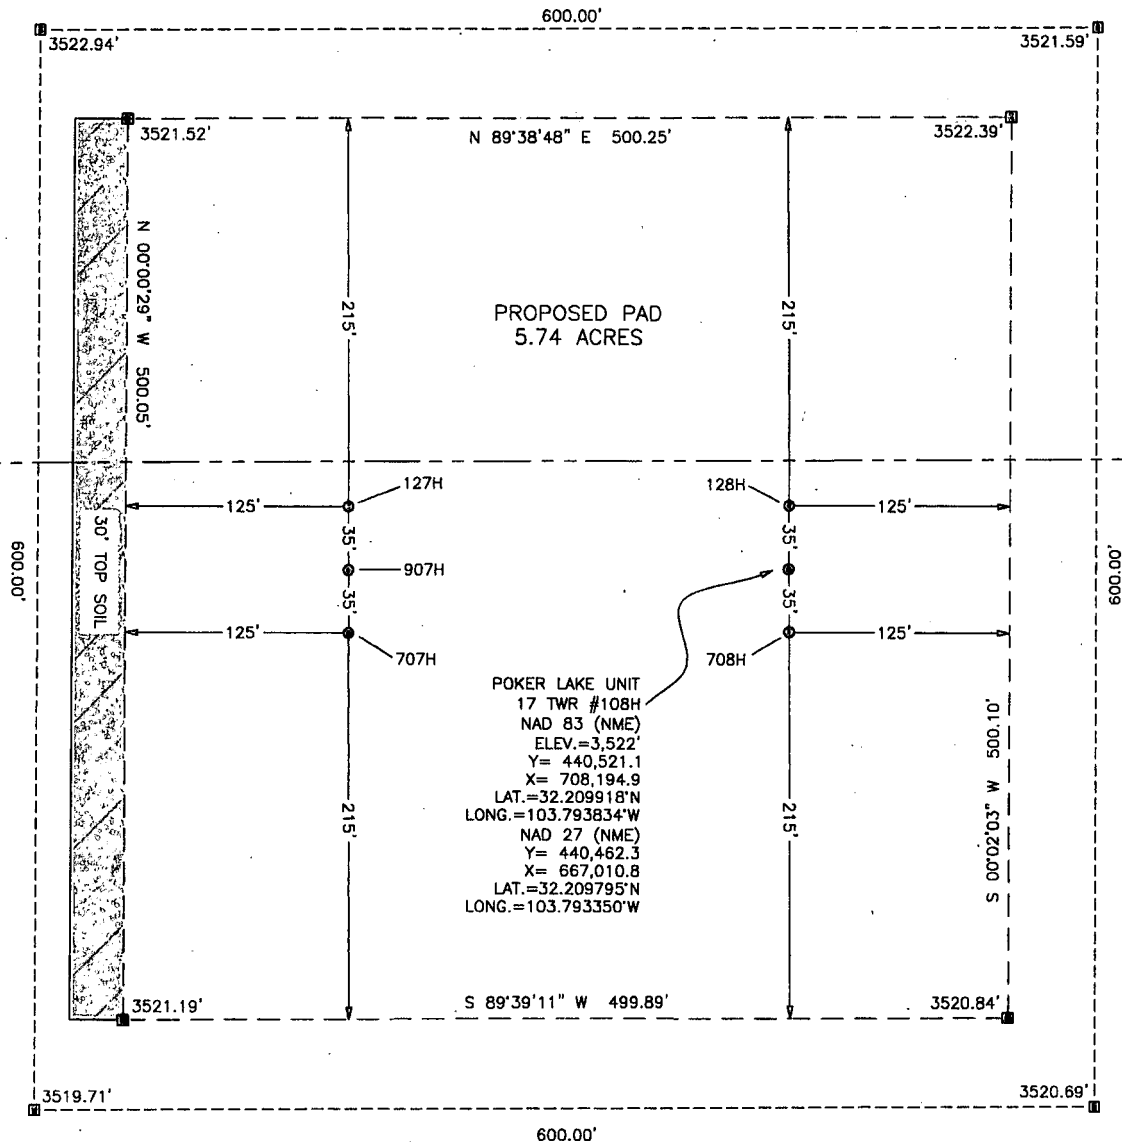 600.00'
3522.94'
3521.59'
3521.52'
N 89°38'48" E 500.25'
3522.39'
N 00°00'29" W 500.05'
215'
215'
PROPOSED PAD
5.74 ACRES
127H
128H
125'
125'
35'
35'
907H
30' TOP SOIL
600.00'
600.00'
35'
35'
125'
125'
707H
708H
POKER LAKE UNIT
17 TWR #108H
NAD 83 (NME)
ELEV.=3,522'
Y= 440,521.1
X= 708,194.9
LAT.=32.209918°N
LONG.=103.793834°W
NAD 27 (NME)
Y= 440,462.3
X= 667,010.8
LAT.=32.209795°N
LONG.=103.793350°W
215'
215'
S 00°02'03" W 500.10'
3521.19'
S 89°39'11" W 499.89'
3520.84'
3519.71'
3520.69'
600.00'